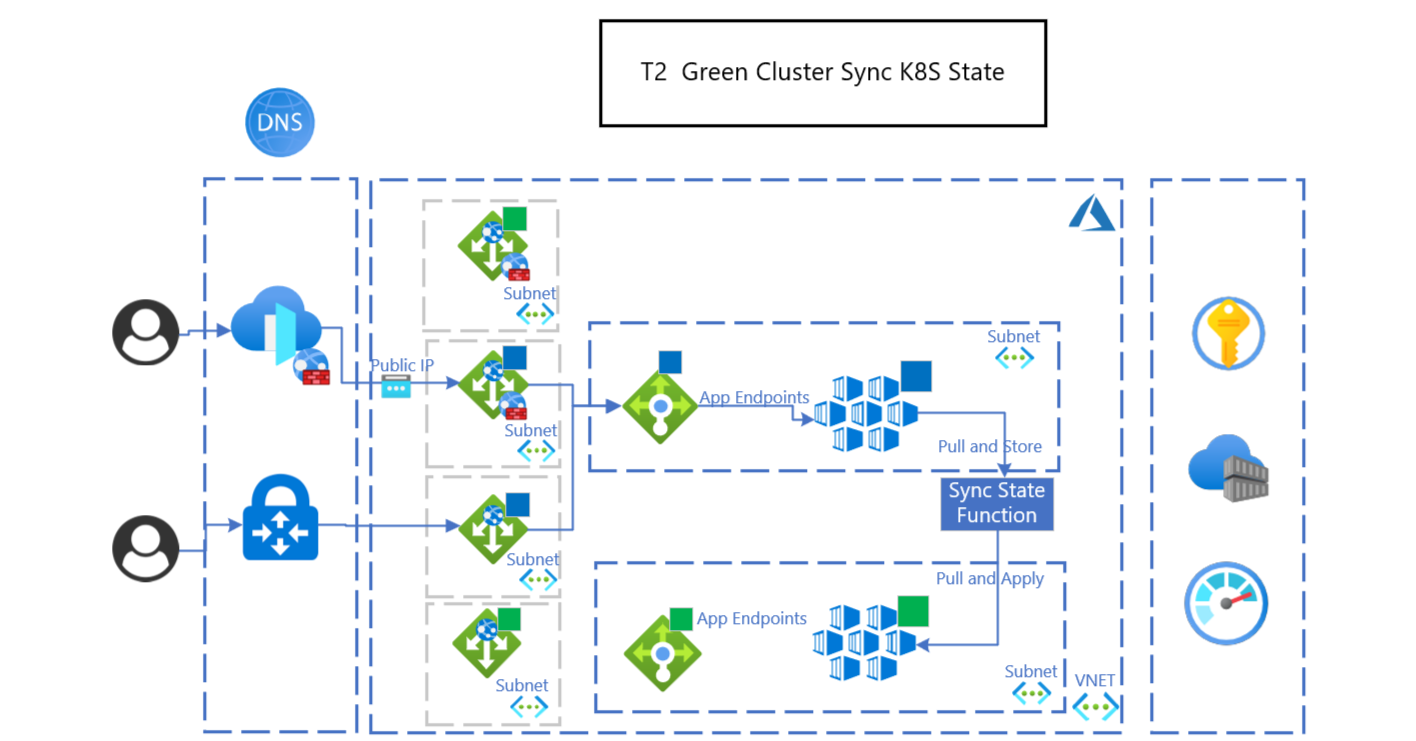 T2 Green Cluster Sync K8S State
DNS
Subnet
Public IP
Subnet
Subnet
App Endpoints
Pull and Store
Sync State
Function
Subnet
Pull and Apply
App Endpoints
Subnet
Subnet
VNET